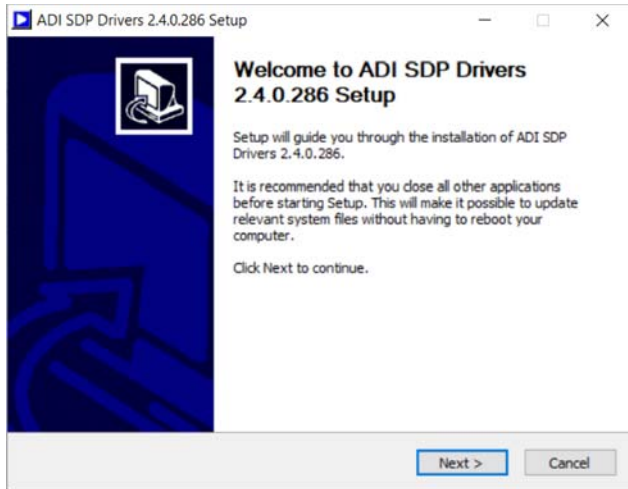 ADI SDP Drivers 2.4.0.286 Setup
Welcome to ADI SDP Drivers
2.4.0.286 Setup
Setup will guide you through the installation of ADI SDP
Drivers 2.4.0.286.
It is recommended that you close all other applications
before starting Setup. This will make it possible to update
relevant system files without having to reboot your
computer.
Click Next to continue.
Next >
Cancel